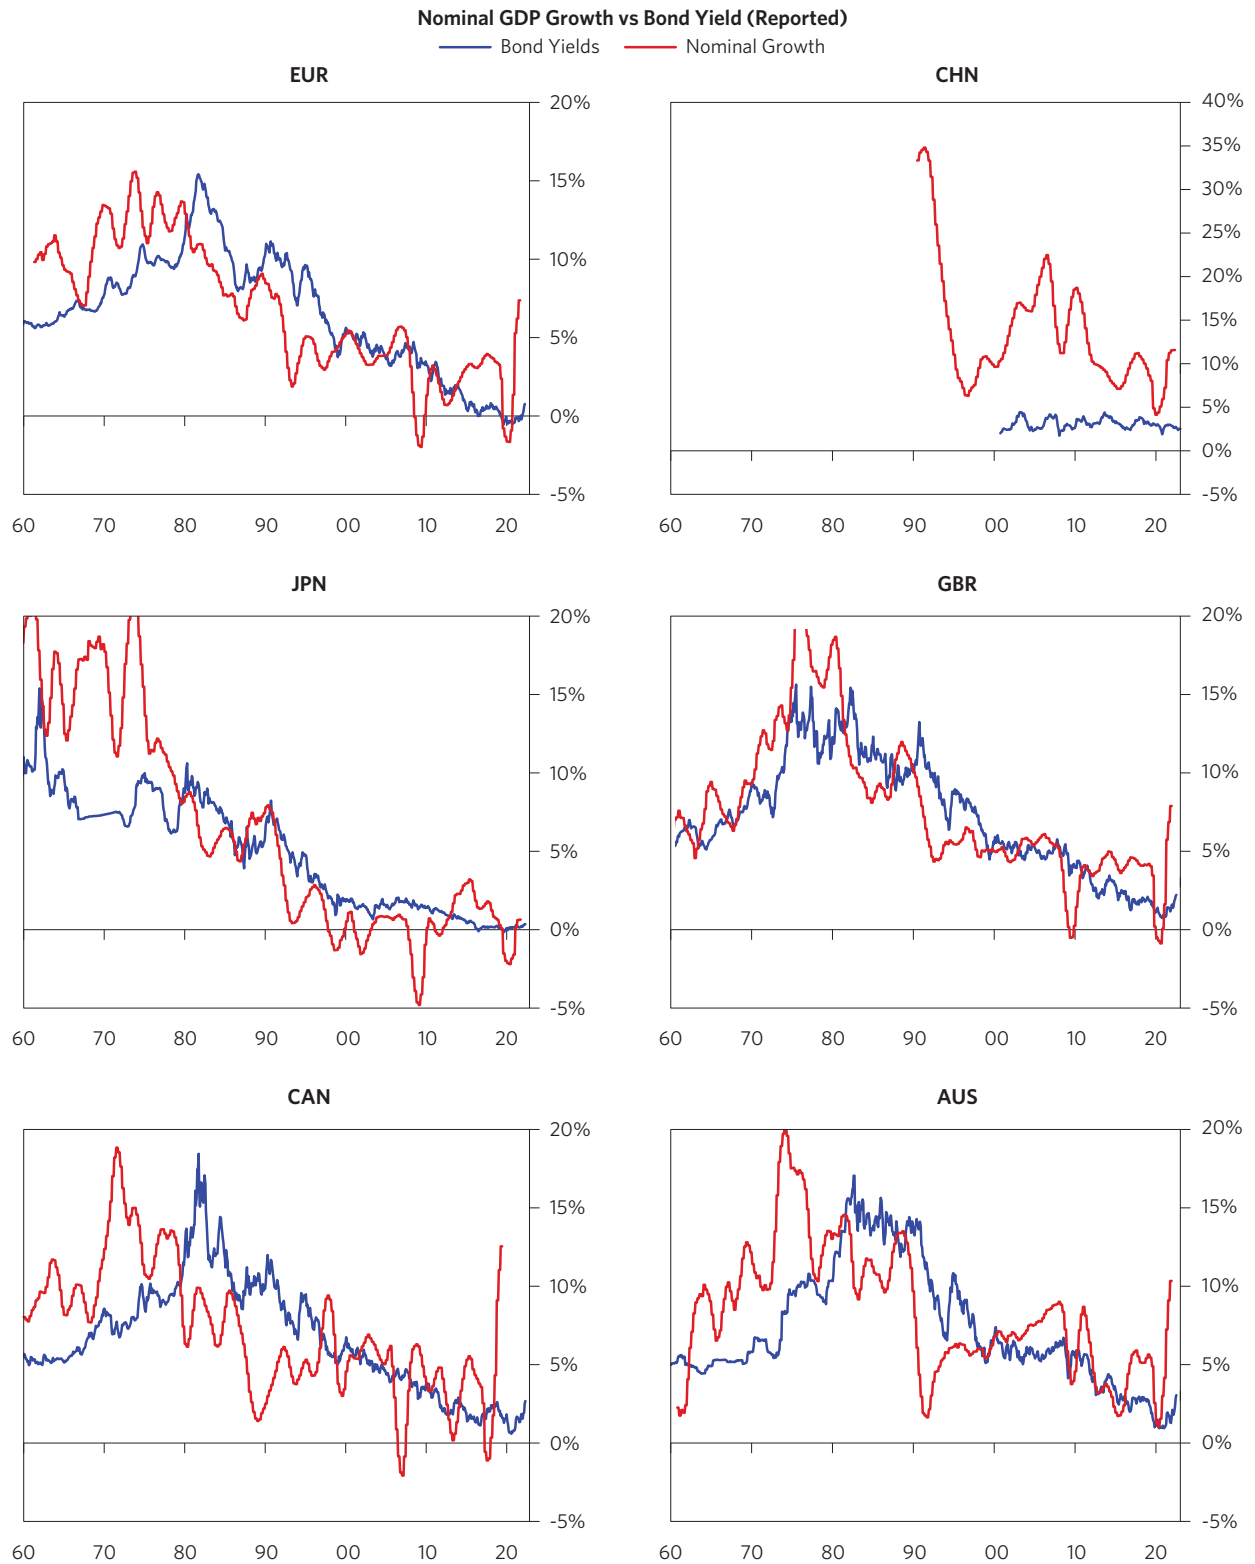 Nominal GDP Growth vs Bond Yield (Reported)
Bond Yields Nominal Growth
EUR
20%
15%
10%
5%
0%
-5%
60 70 80 90 00 10 20
CHN
40%
35%
30%
25%
20%
15%
10%
5%
0%
-5%
60 70 80 90 00 10 20
JPN
20%
15%
10%
5%
0%
-5%
60 70 80 90 00 10 20
GBR
20%
15%
10%
5%
0%
-5%
60 70 80 90 00 10 20
CAN
20%
15%
10%
5%
0%
-5%
60 70 80 90 00 10 20
AUS
20%
15%
10%
5%
0%
-5%
60 70 80 90 00 10 20